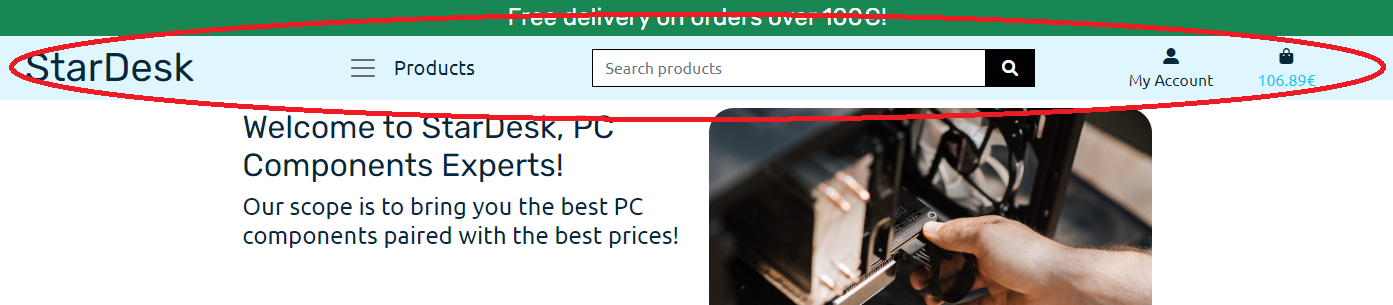 Free delivery on orders over 100€!
StarDesk
Products
Search products
My Account
106.89€
Welcome to StarDesk, PC
Components Experts!
Our scope is to bring you the best PC
components paired with the best prices!